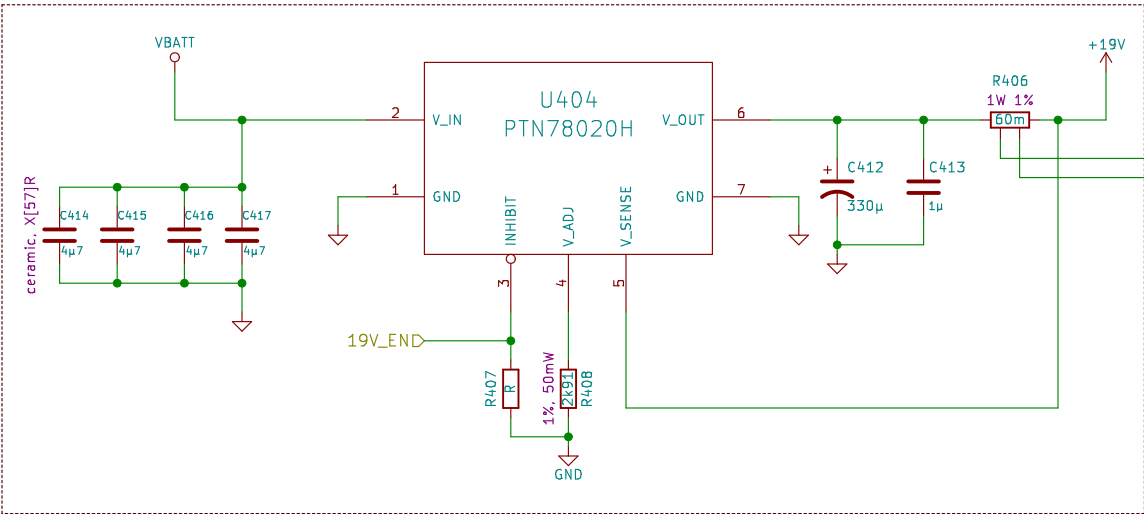 VBATT
+19V
R406
1W 1%
60m
U404
PTN78020H
2
V_IN
V_OUT
6
1
GND
GND
7
INHIBIT
V_ADJ
V_SENSE
3
4
5
C412
330µ
C413
1µ
ceramic, X[57]R
C414
4µ7
C415
4µ7
C416
4µ7
C417
4µ7
19V_EN
R407
R
1%, 50mW
2k91
R408
GND